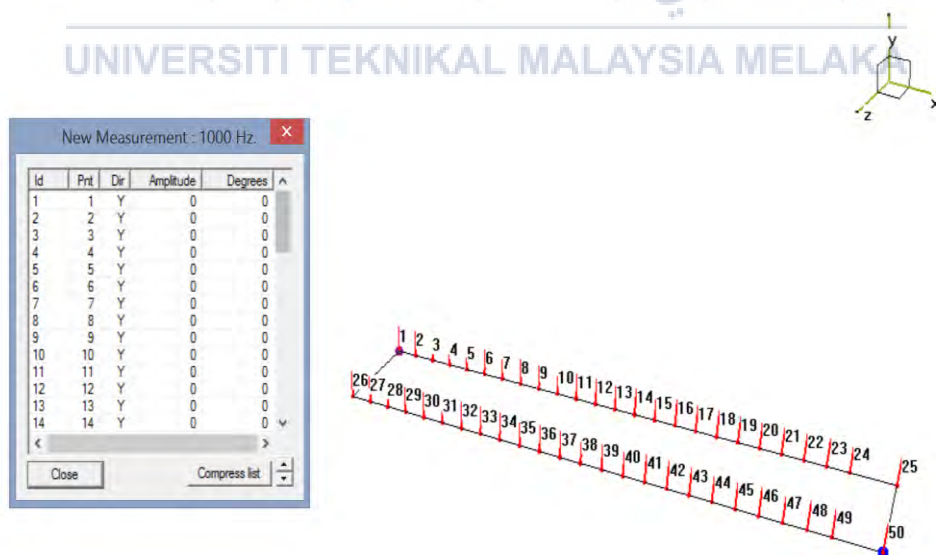 UNIVERSITI TEKNIKAL MALAYSIA MELAKA
y
x
z
New Measurement : 1000 Hz.
Id Pnt Dir Amplitude Degrees
1 1 Y 0 0
2 2 Y 0 0
3 3 Y 0 0
4 4 Y 0 0
5 5 Y 0 0
6 6 Y 0 0
7 7 Y 0 0
8 8 Y 0 0
9 9 Y 0 0
10 10 Y 0 0
11 11 Y 0 0
12 12 Y 0 0
13 13 Y 0 0
14 14 Y 0 0
Close Compress list
1 2 3 4 5 6 7 8 9 10 11 12 13 14 15 16 17 18 19 20 21 22 23 24 25
26 27 28 29 30 31 32 33 34 35 36 37 38 39 40 41 42 43 44 45 46 47 48 49 50